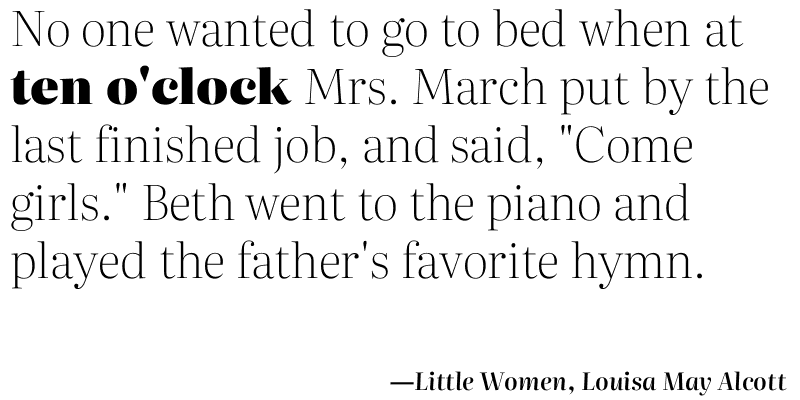 No one wanted to go to bed when at
ten o'clock Mrs. March put by the
last finished job, and said, "Come
girls." Beth went to the piano and
played the father's favorite hymn.
—Little Women, Louisa May Alcott